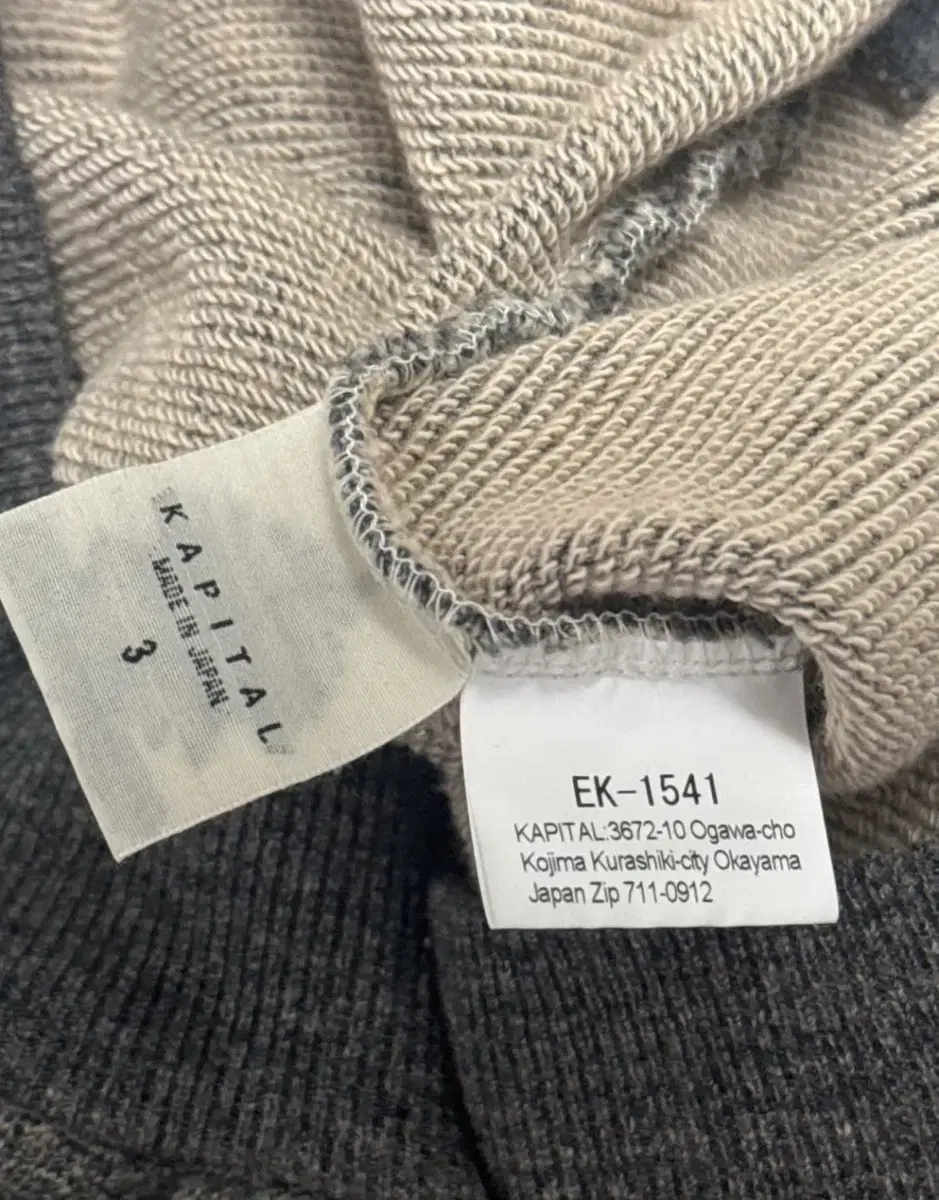 KAPITAL
MADE IN JAPAN
3
EK-1541
KAPITAL:3672-10 Ogawa-cho
Kojima Kurashiki-city Okayama
Japan Zip 711-0912